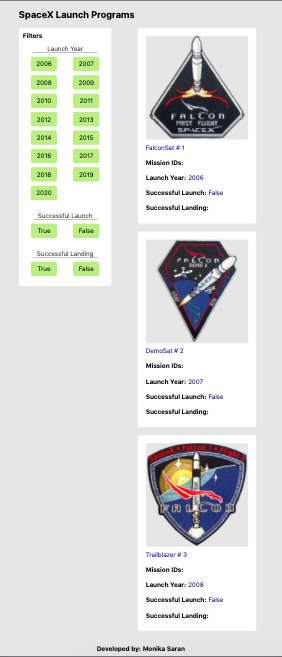 SpaceX Launch Programs
Filters
Launch Year
2006 2007
2008 2009
2010 2011
2012 2013
2014 2015
2016 2017
2018 2019
2020
Successful Launch
True False
Successful Landing
True False
FALCON
FIRST FLIGHT
SPACEX
FalconSat # 1
Mission IDs:
Launch Year: 2006
Successful Launch: False
Successful Landing:
FALCON
DEMO 2
DemoSat # 2
Mission IDs:
Launch Year: 2007
Successful Launch: False
Successful Landing:
SpaceX • Falcon 1 • Flight
FALCON
Trailblazer # 3
Mission IDs:
Launch Year: 2008
Successful Launch: False
Successful Landing:
Developed by: Monika Saran